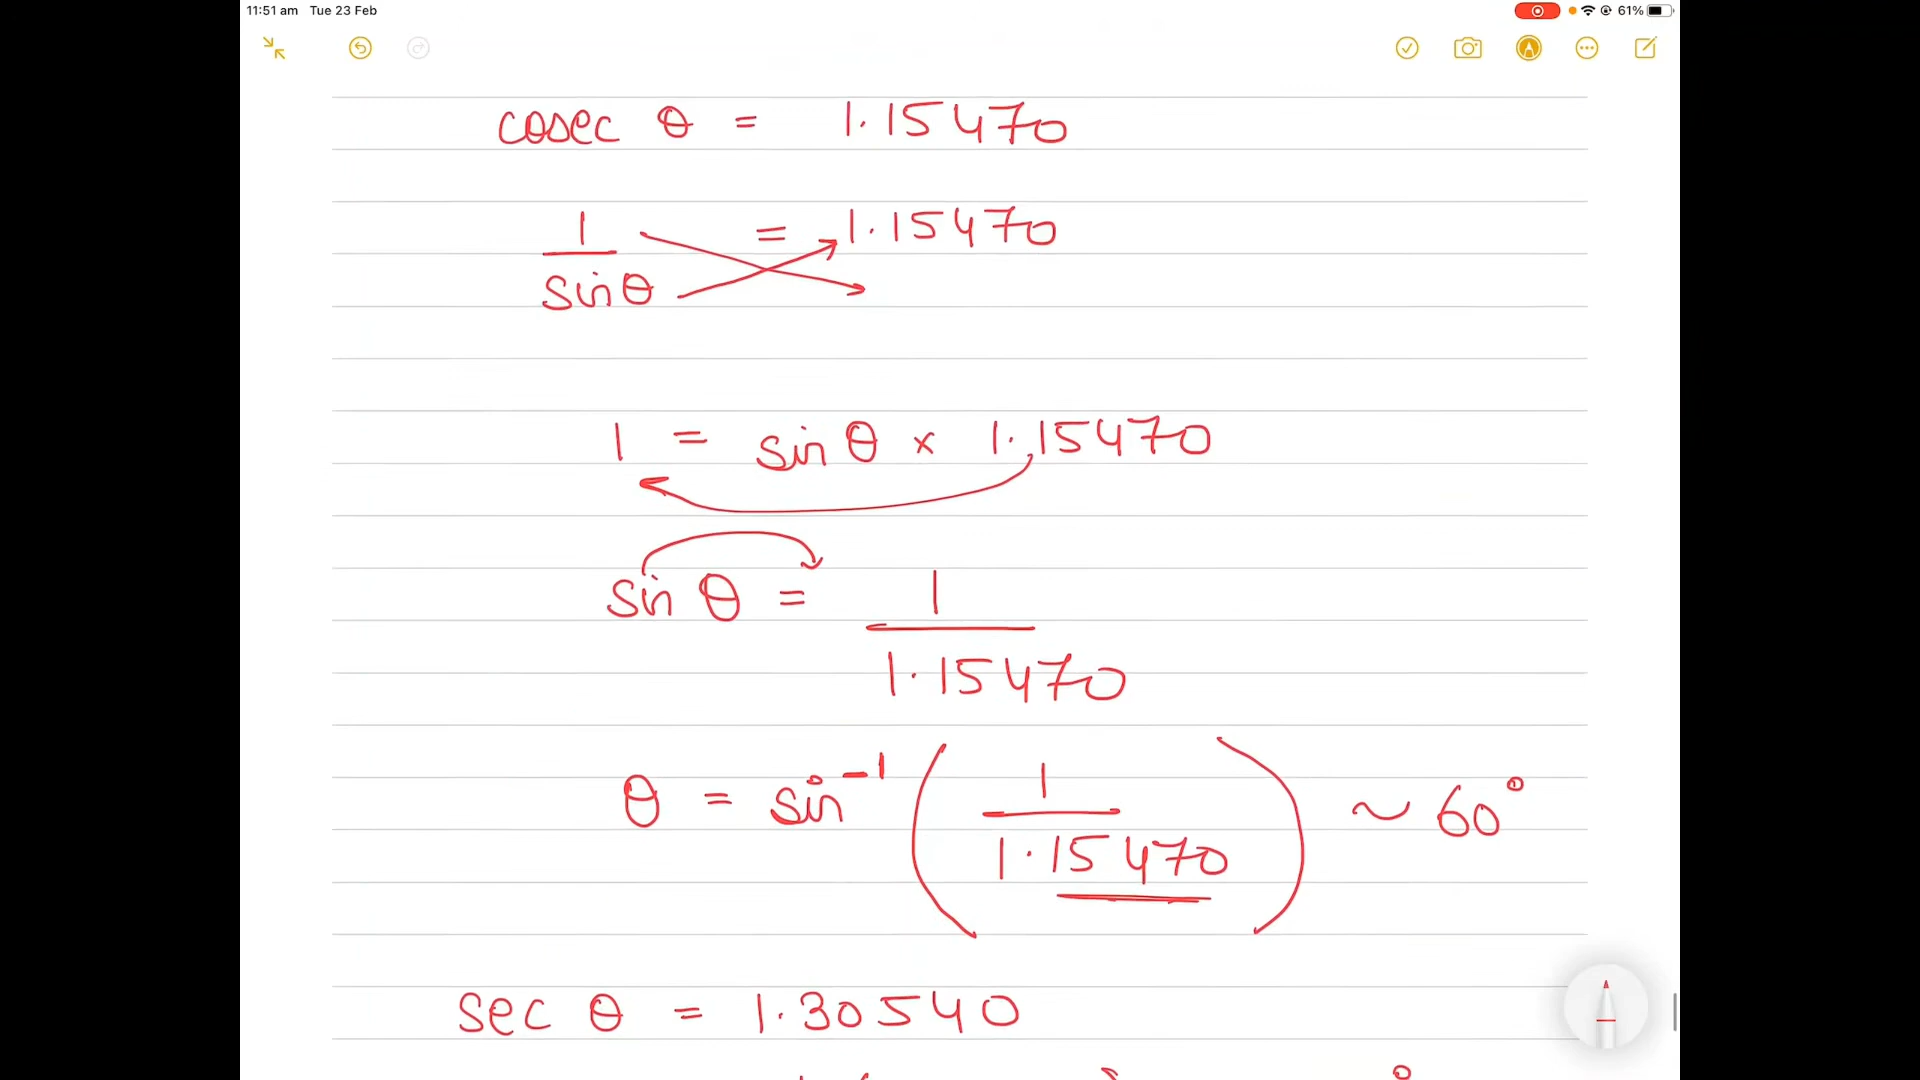 11:51 am Tue 23 Feb 61%
cosec θ = 1.15470
1/sinθ = 1.15470
1 = sin θ × 1.15470
sin θ = 1/1.15470
θ = sin⁻¹ (1/1.15470) ~ 60°
sec θ = 1.30540